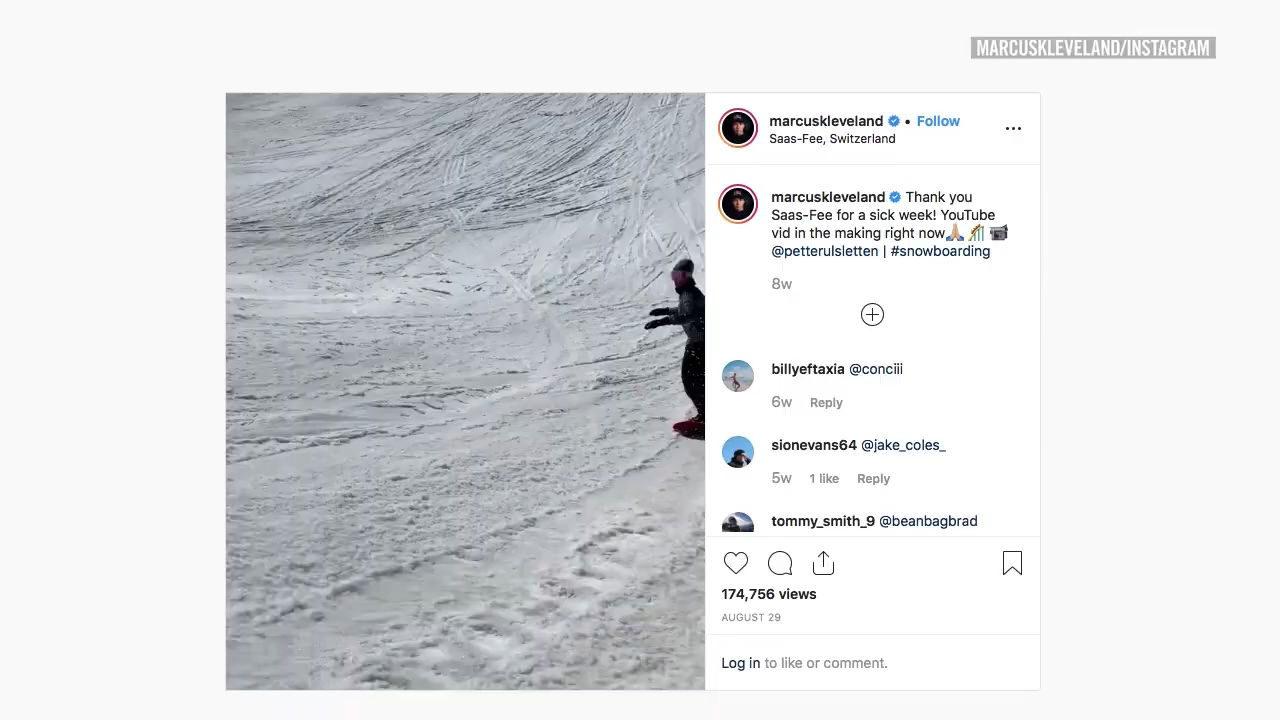 MARCUSKLEVELAND/INSTAGRAM
marcuskleveland • Follow
Saas-Fee, Switzerland
marcuskleveland Thank you
Saas-Fee for a sick week! YouTube
vid in the making right now
@petterulsletten | #snowboarding
8w
billyeftaxia @conciii
6w Reply
sionevans64 @jake_coles_
5w 1 like Reply
tommy_smith_9 @beanbagbrad
174,756 views
AUGUST 29
Log in to like or comment.